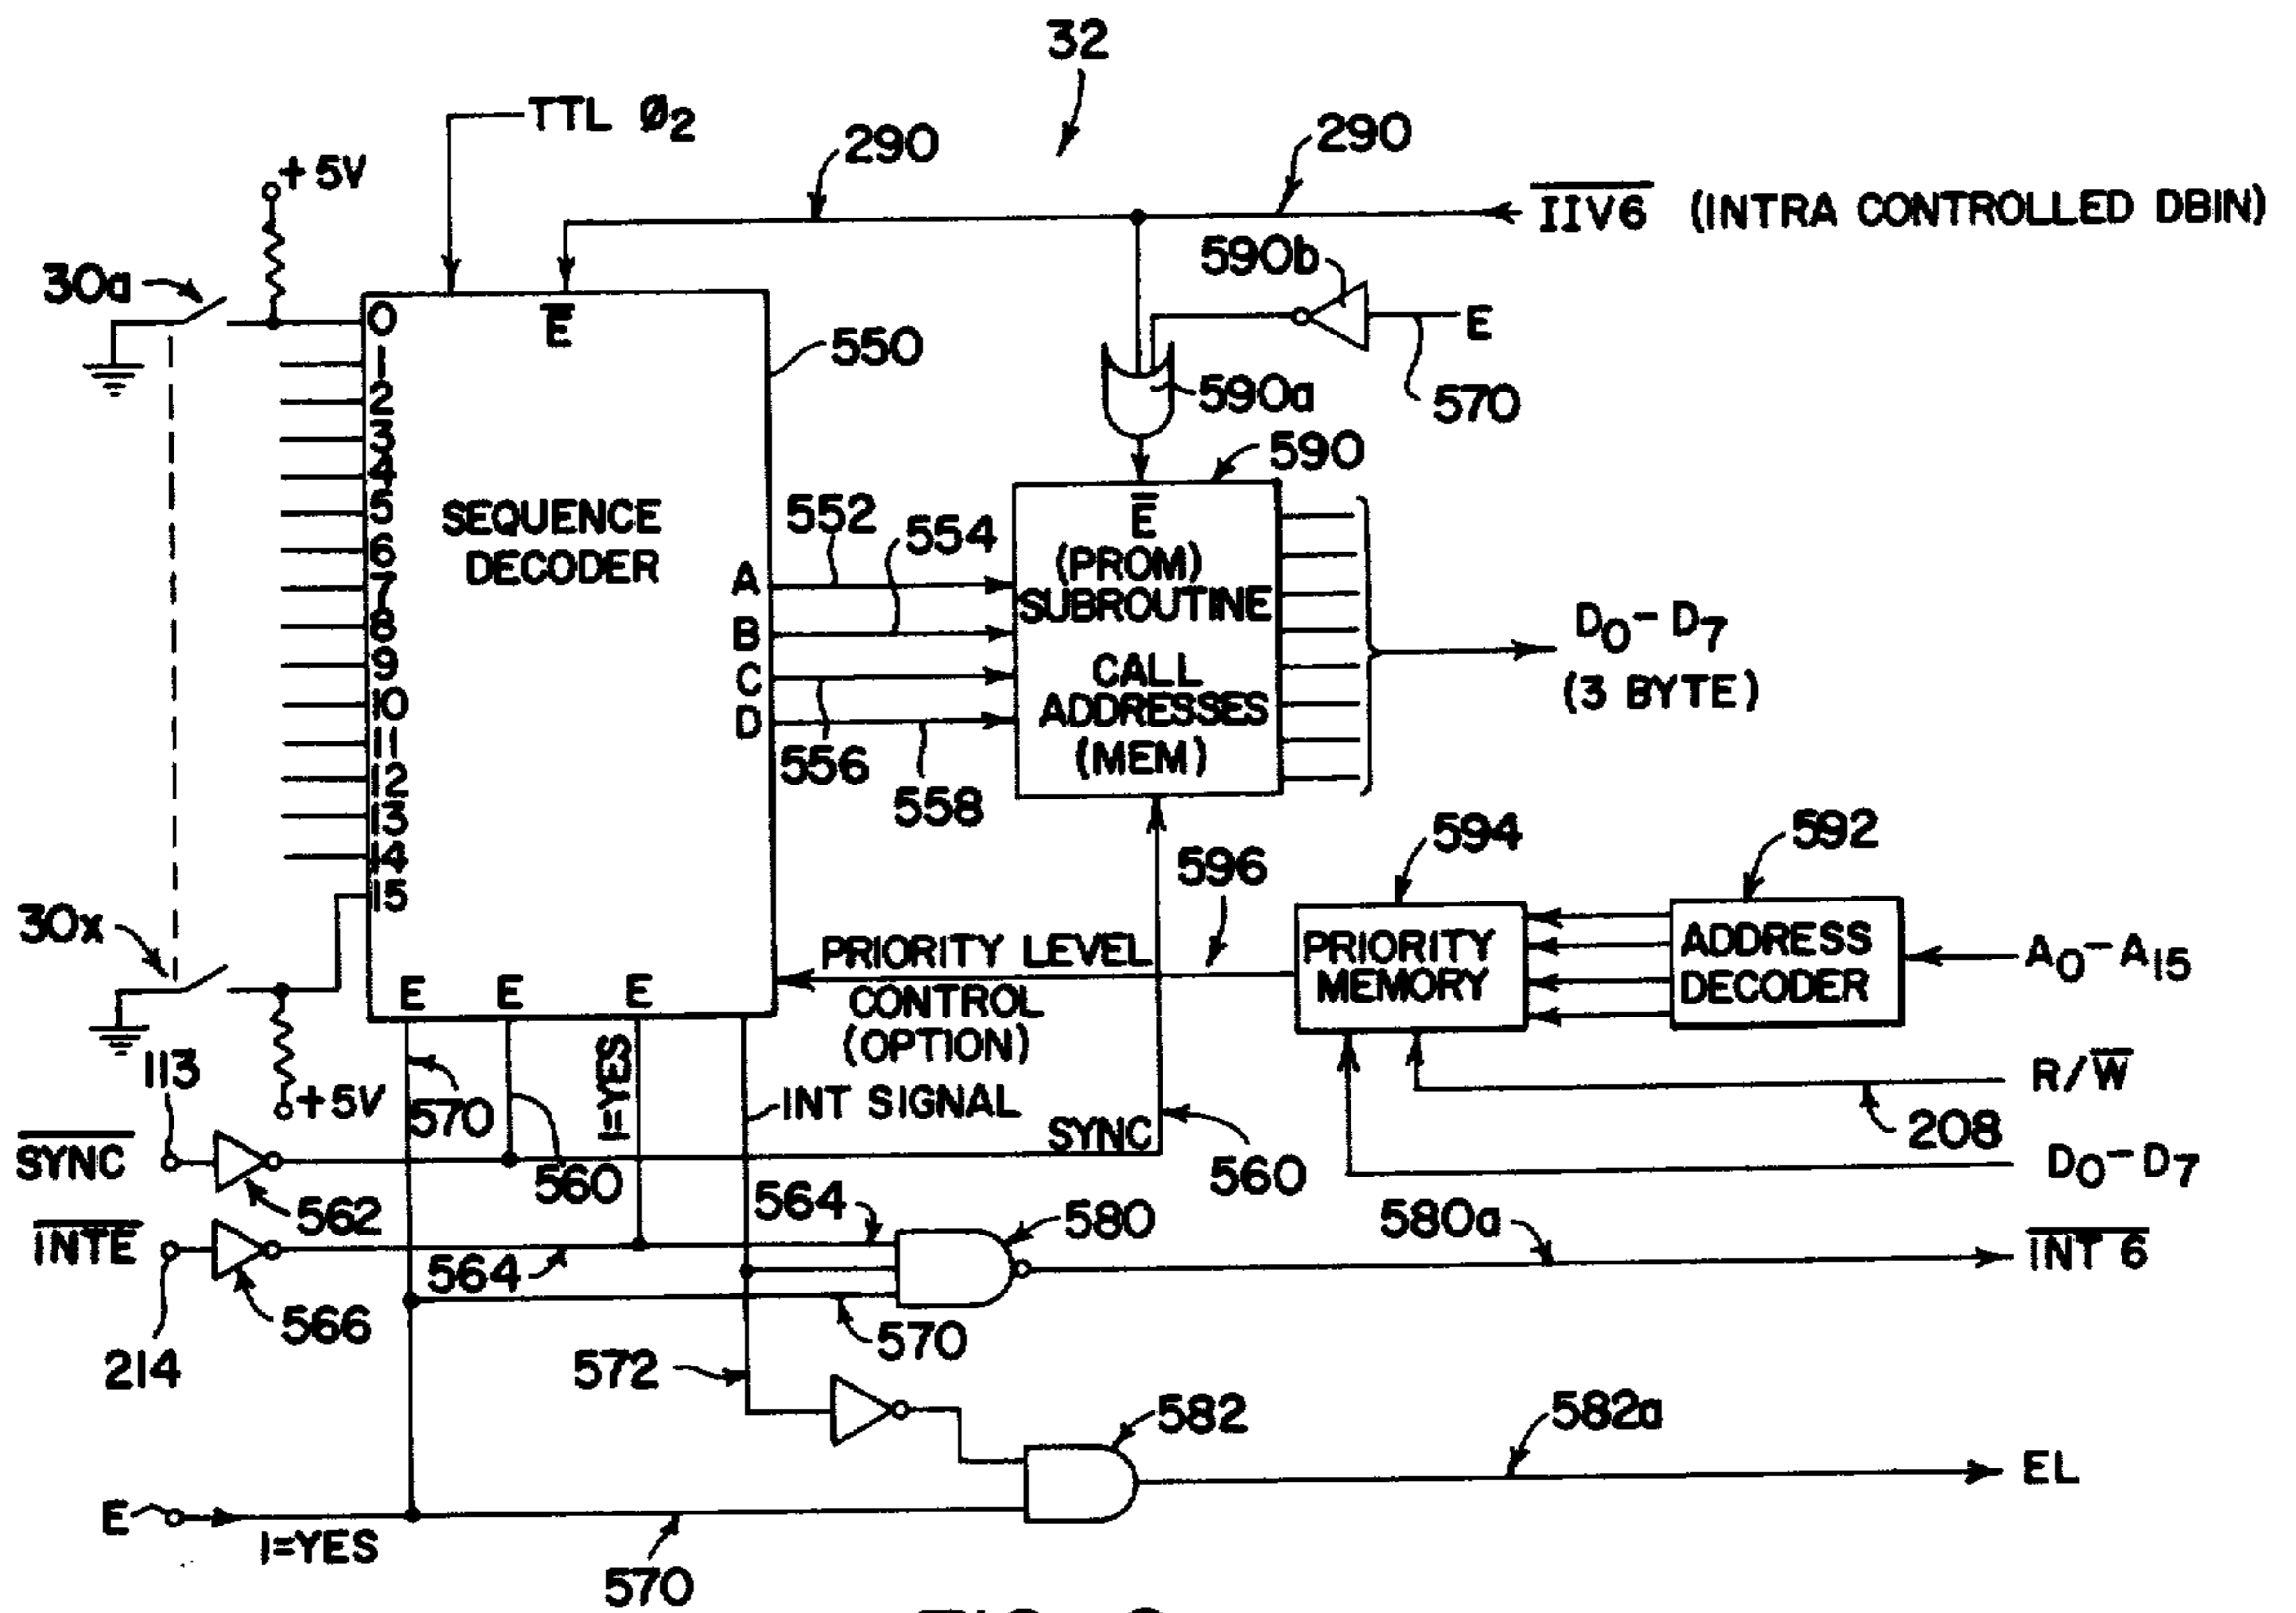 32
TTL Ø2
290
290
+5V
IIV6 (INTRA CONTROLLED DBIN)
590b
30a
0
E
E
550
1
590a
570
2
3
590
4
5
SEQUENCE
DECODER
552
554
E
(PROM)
SUBROUTINE
CALL
ADDRESSES
(MEM)
6
7
A
8
B
D0-D7
(3 BYTE)
9
C
10
D
11
556
12
558
13
14
15
594
592
596
30x
PRIORITY LEVEL
CONTROL
(OPTION)
PRIORITY
MEMORY
ADDRESS
DECODER
A0-A15
E
E
E
1=YES
113
+5V
570
INT SIGNAL
R/W
208
SYNC
SYNC
562
560
560
D0-D7
564
580
580a
INTE
564
INT 6
566
570
214
572
582
582a
EL
E
1=YES
570